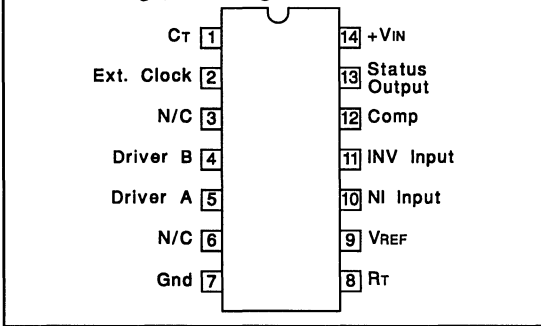 CT 1
Ext. Clock 2
N/C 3
Driver B 4
Driver A 5
N/C 6
Gnd 7
14 +VIN
13 Status
Output
12 Comp
11 INV Input
10 NI Input
9 VREF
8 RT